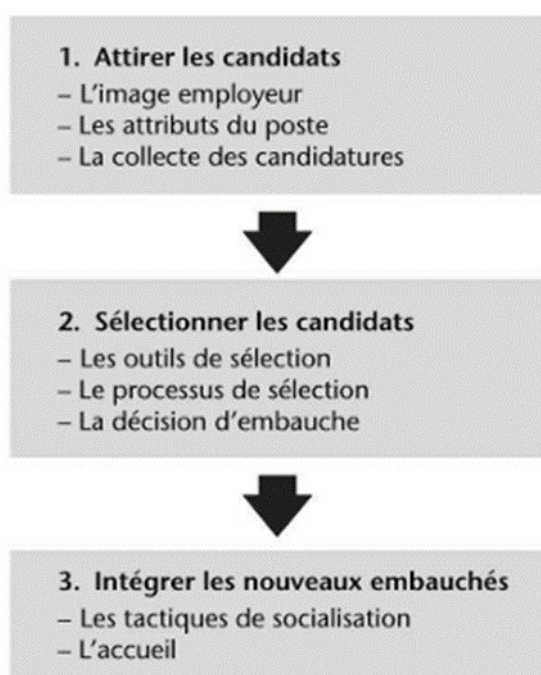 1. Attirer les candidats
– L'image employeur
– Les attributs du poste
– La collecte des candidatures
2. Sélectionner les candidats
– Les outils de sélection
– Le processus de sélection
– La décision d'embauche
3. Intégrer les nouveaux embauchés
– Les tactiques de socialisation
– L'accueil